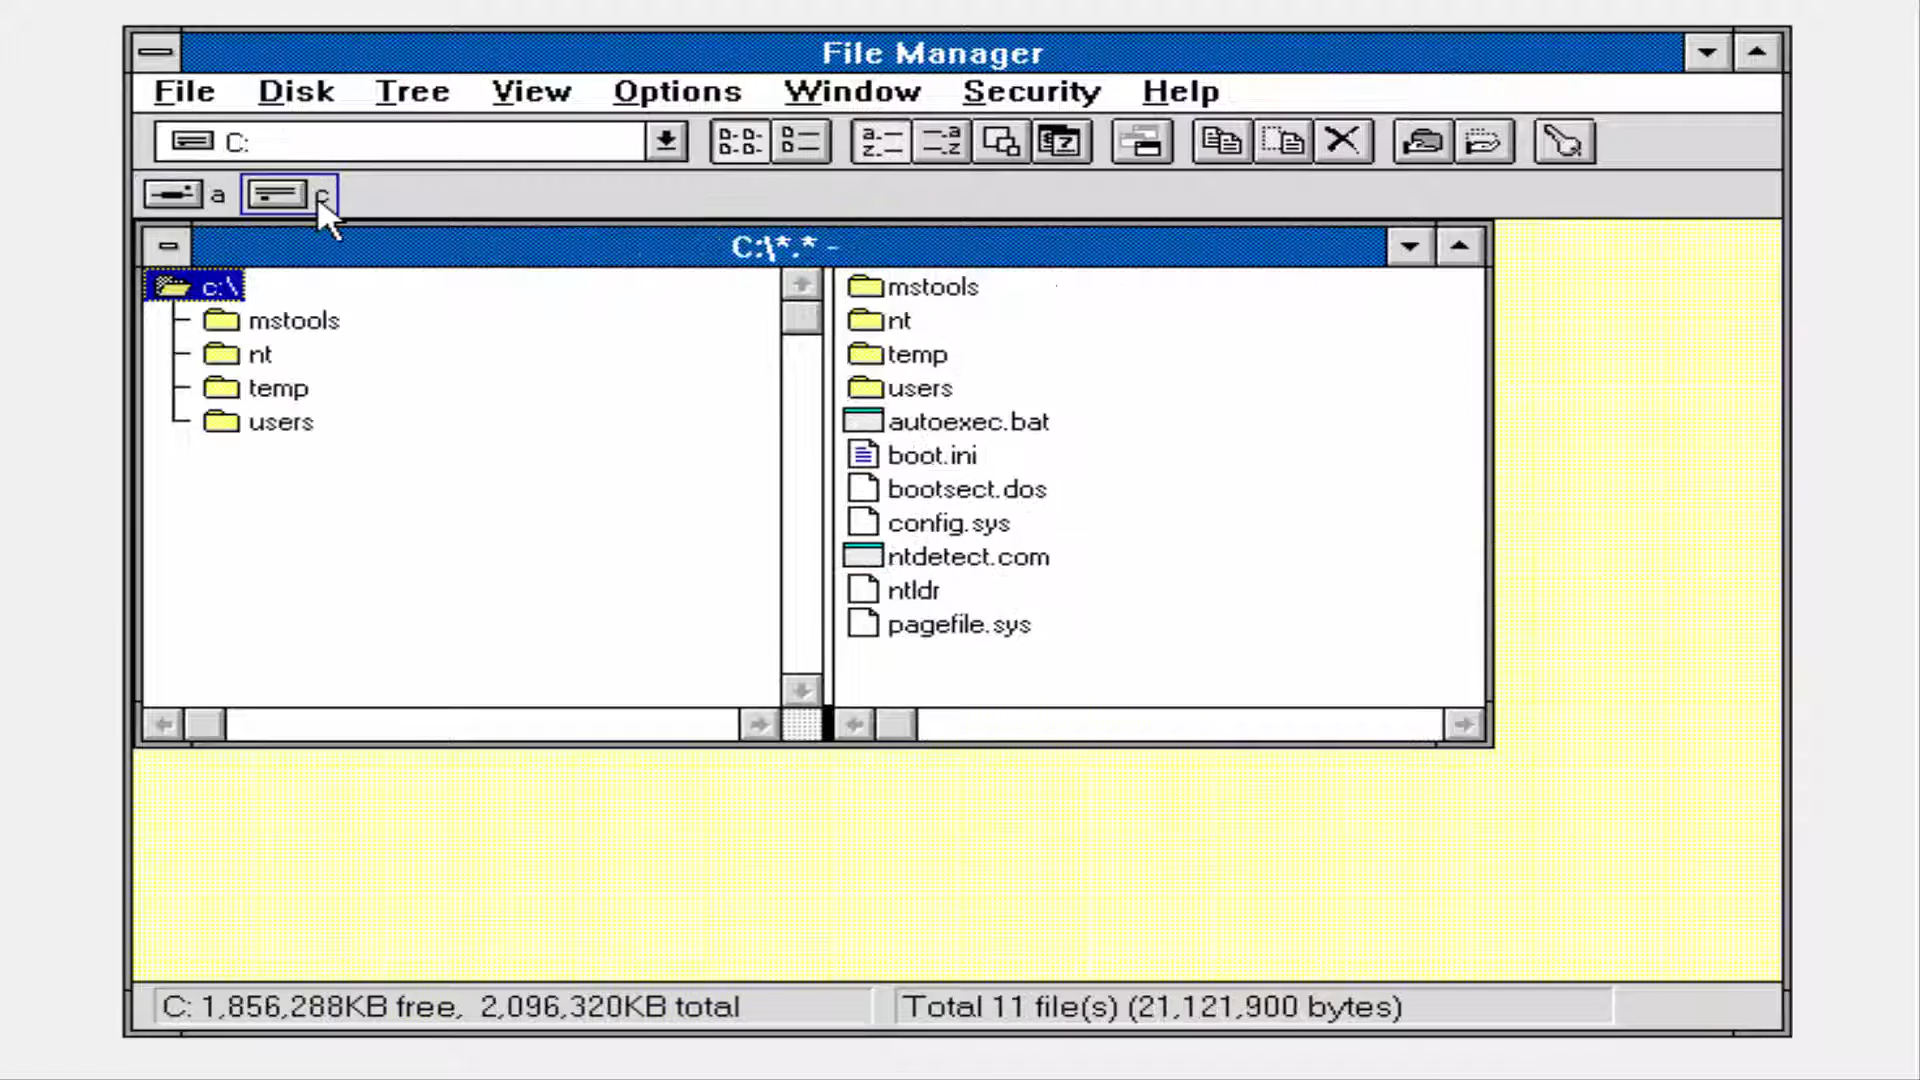 File Manager
File Disk Tree View Options Window Security Help
C:
a c
C:\*.* -
c:\
mstools
nt
temp
users
mstools
nt
temp
users
autoexec.bat
boot.ini
bootsect.dos
config.sys
ntdetect.com
ntldr
pagefile.sys
C: 1,856,288KB free, 2,096,320KB total
Total 11 file(s) (21,121,900 bytes)